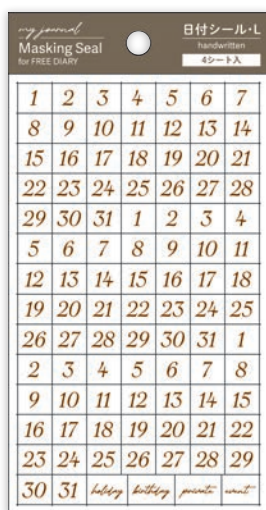 my journal
Masking Seal
for FREE DIARY
日付シール・L
handwritten
4シート入
1 2 3 4 5 6 7
8 9 10 11 12 13 14
15 16 17 18 19 20 21
22 23 24 25 26 27 28
29 30 31 1 2 3 4
5 6 7 8 9 10 11
12 13 14 15 16 17 18
19 20 21 22 23 24 25
26 27 28 29 30 31 1
2 3 4 5 6 7 8
9 10 11 12 13 14 15
16 17 18 19 20 21 22
23 24 25 26 27 28 29
30 31 holiday birthday private event